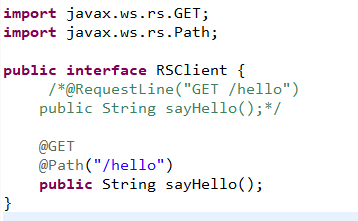 import javax.ws.rs.GET;
import javax.ws.rs.Path;
public interface RSClient {
/*@RequestLine("GET /hello")
public String sayHello();*/
@GET
@Path("/hello")
public String sayHello();
}